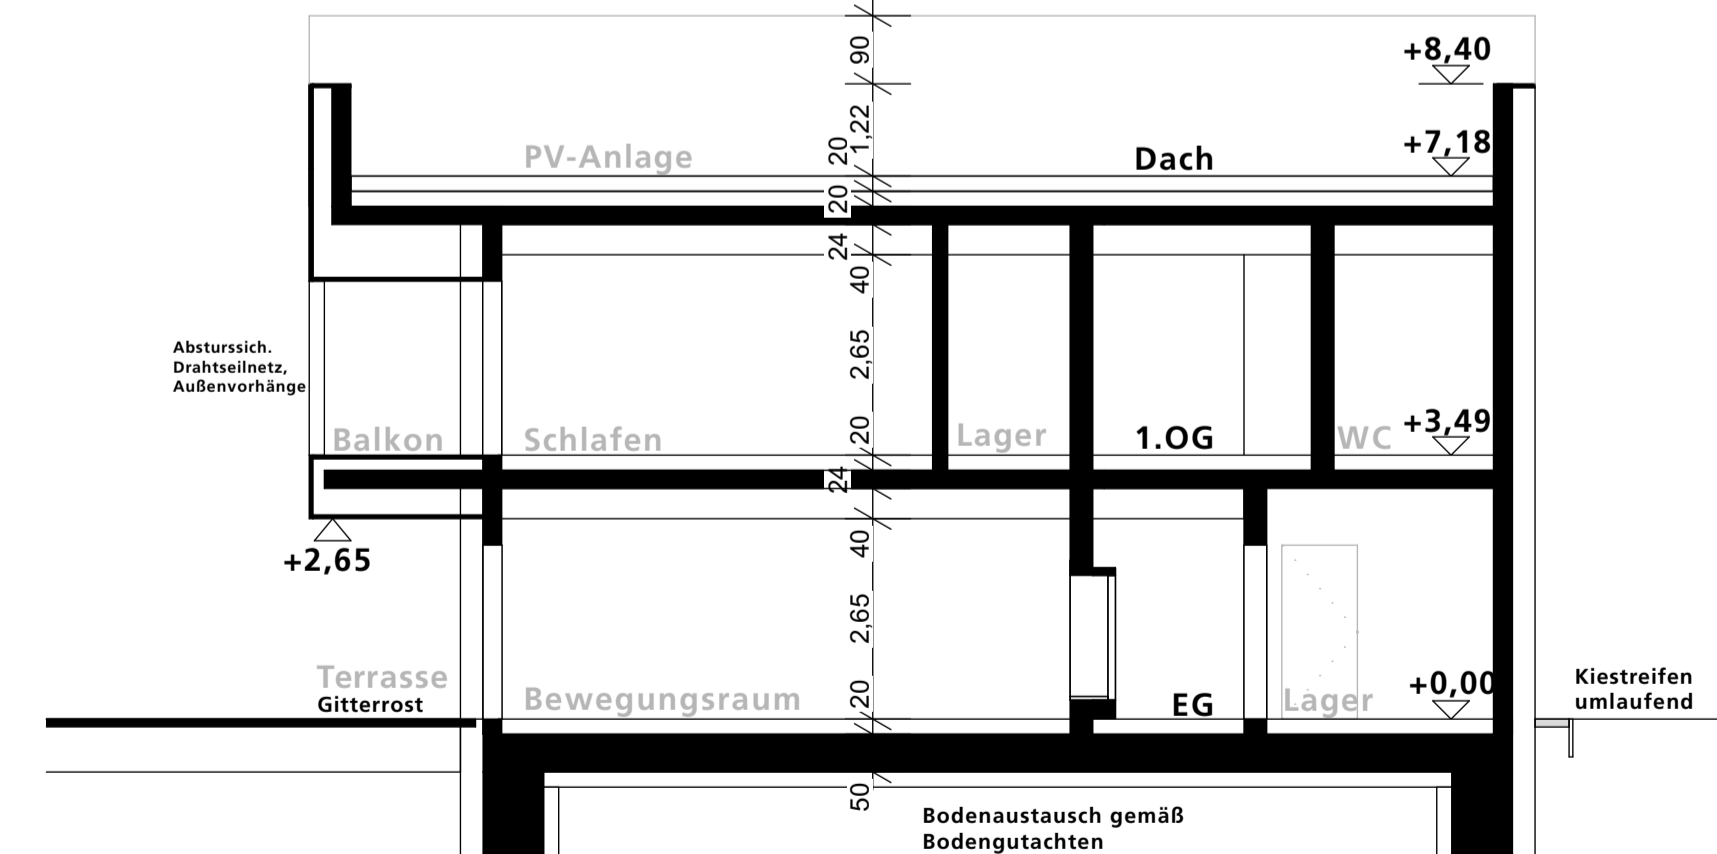 90
+8,40
1,22
20
+7,18
PV-Anlage
Dach
20
24
40
Absturssich.
Drahtseilnetz,
Außenvorhänge
2,65
Balkon
Schlafen
20
Lager
1.OG
WC
+3,49
24
+2,65
40
2,65
Terrasse
Gitterrost
Bewegungsraum
20
EG
Lager
+0,00
Kiestreifen
umlaufend
50
Bodenaustausch gemäß
Bodengutachten